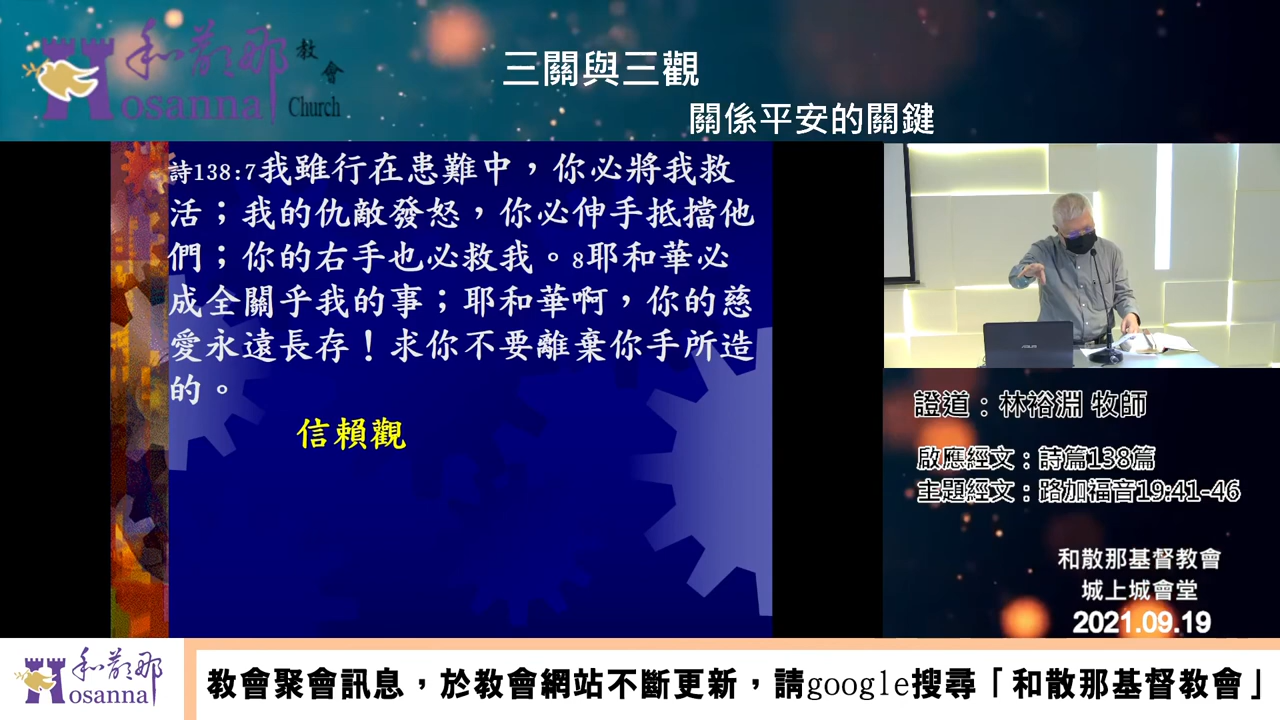 和散那教會
Hosanna Church
三關與三觀
關係平安的關鍵
詩138:7我雖行在患難中，你必將我救
活；我的仇敵發怒，你必伸手抵擋他
們；你的右手也必救我。8耶和華必
成全關乎我的事；耶和華啊，你的慈
愛永遠長存！求你不要離棄你手所造
的。
信賴觀
ASUS
證道：林裕淵 牧師
啟應經文：詩篇138篇
主題經文：路加福音19:41-46
和散那基督教會
城上城會堂
2021.09.19
和散那
Hosanna
教會聚會訊息，於教會網站不斷更新，請google搜尋「和散那基督教會」